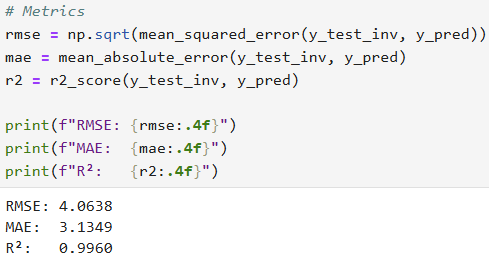 # Metrics
rmse = np.sqrt(mean_squared_error(y_test_inv, y_pred))
mae = mean_absolute_error(y_test_inv, y_pred)
r2 = r2_score(y_test_inv, y_pred)
print(f"RMSE: {rmse:.4f}")
print(f"MAE:  {mae:.4f}")
print(f"R²:   {r2:.4f}")
RMSE: 4.0638
MAE:  3.1349
R²:   0.9960